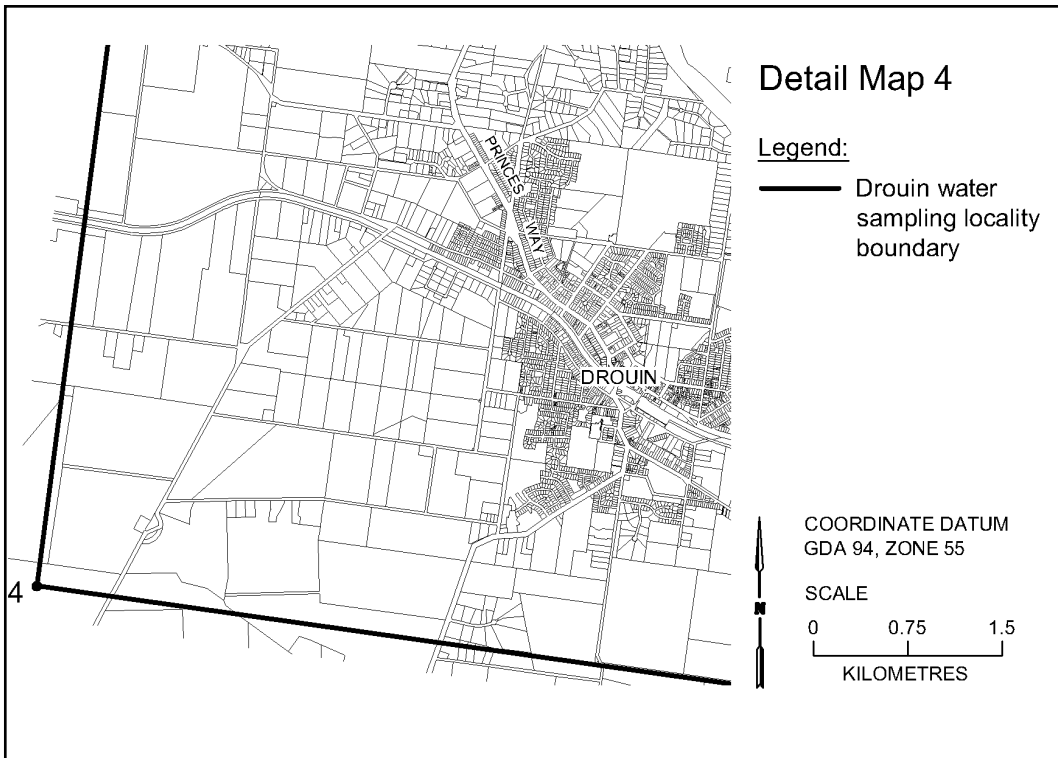 Detail Map 4
Legend:
Drouin water
sampling locality
boundary
PRINCES WAY
DROUIN
4
COORDINATE DATUM
GDA 94, ZONE 55
N
SCALE
0 0.75 1.5
KILOMETRES